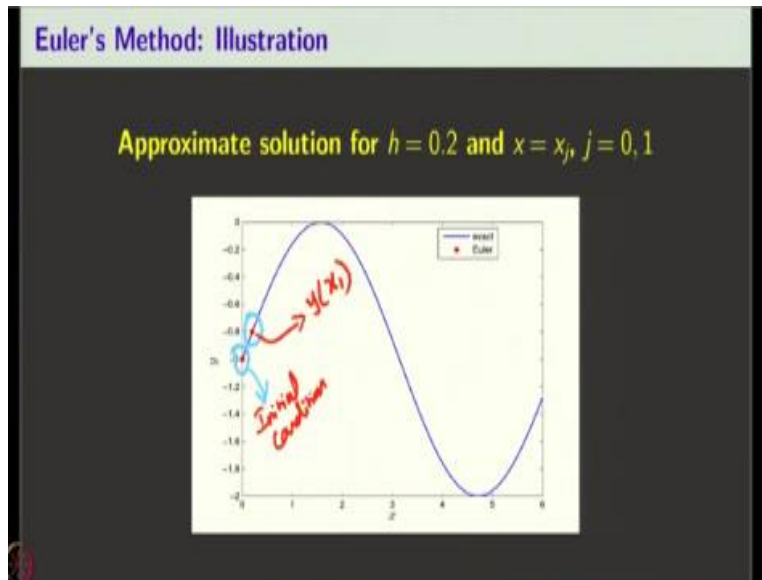 Euler's Method: Illustration
Approximate solution for h = 0.2 and x = x_j, j = 0, 1
0
-0.2
-0.4
-0.6
-0.8
-1
-1.2
-1.4
-1.6
-1.8
-2
y
0 1 2 3 4 5 6
x
exact
Euler
y(x₁)
Initial
Condition